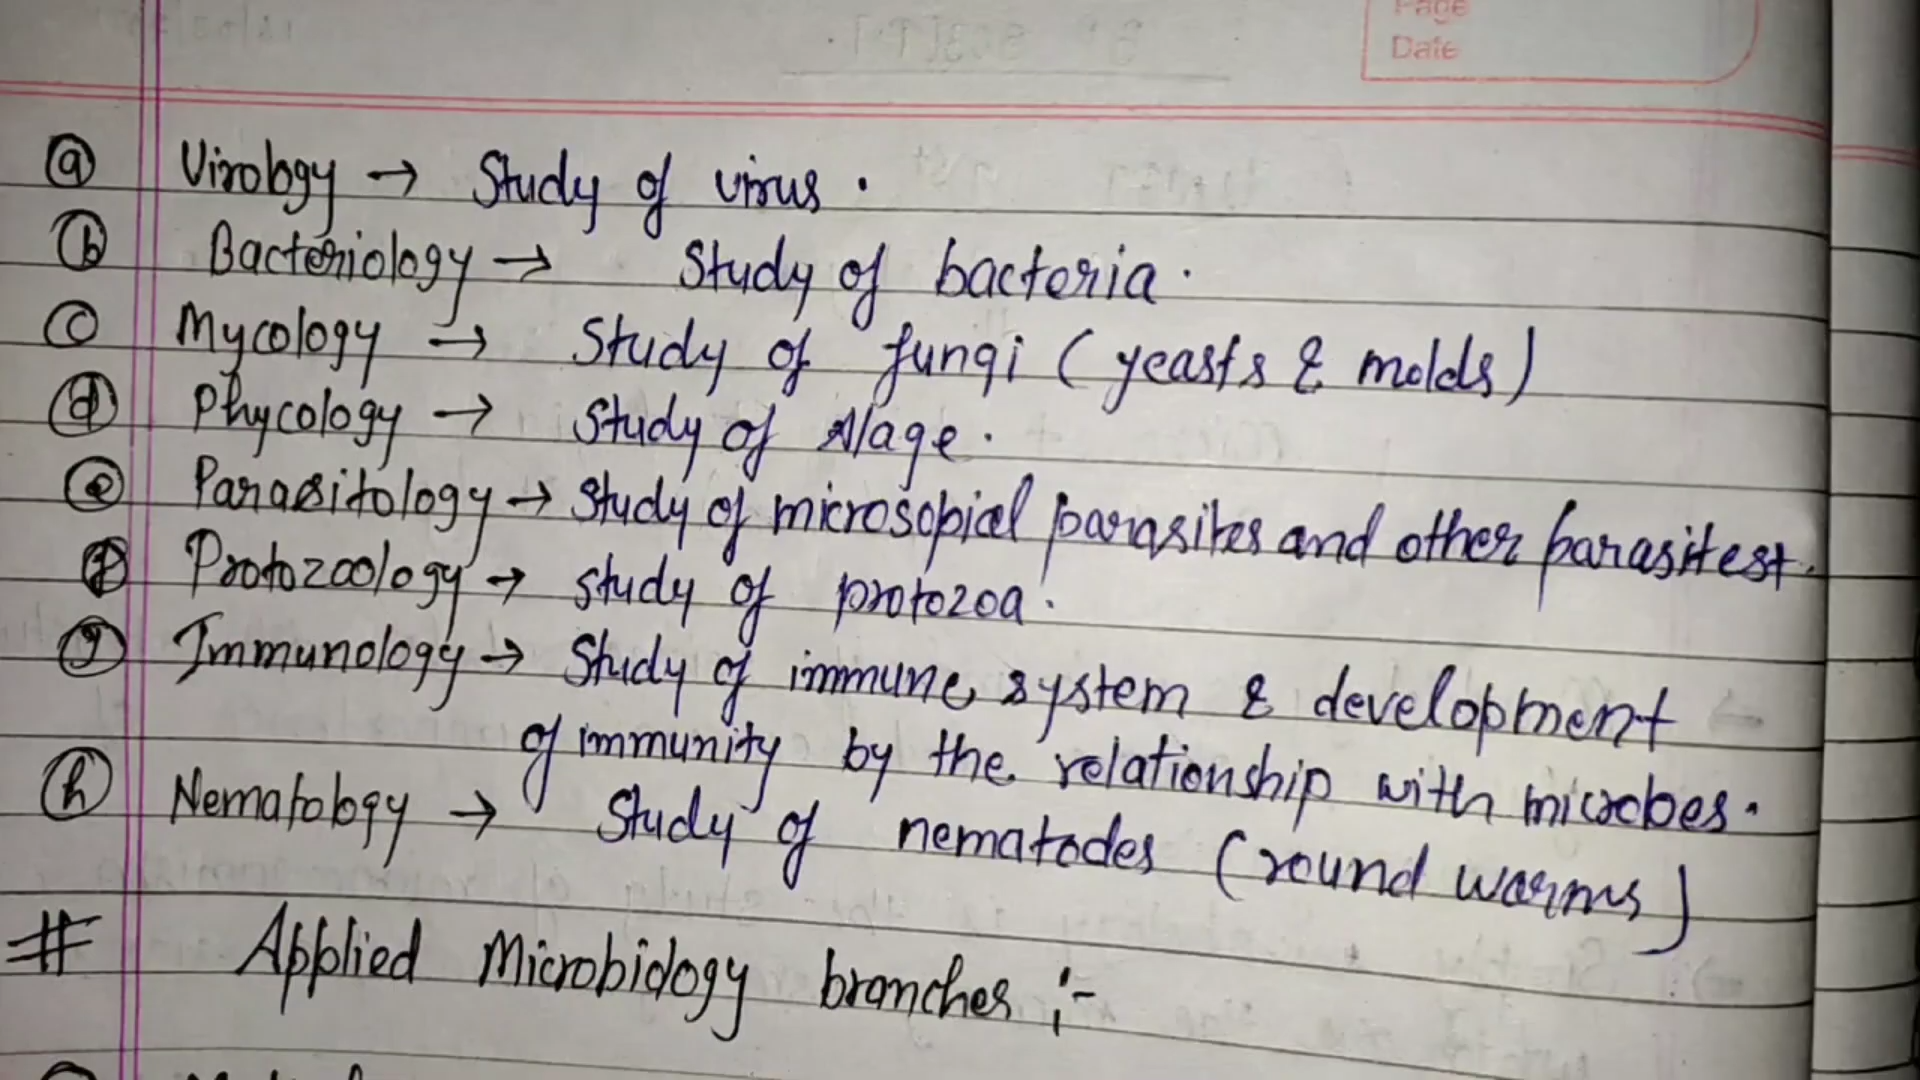 Page
Date
a Virology → Study of virus.
b Bacteriology → Study of bacteria.
c Mycology → Study of fungi (yeasts & molds)
d Phycology → Study of Alage.
e Parasitology → Study of microsopical parasites and other parasitest.
f Protozoology → study of protozoa.
g Immunology → Study of immune system & development
of immunity by the relationship with microbes.
h Nematology → Study of nematodes (round warms)
# Applied Microbiology branches :-